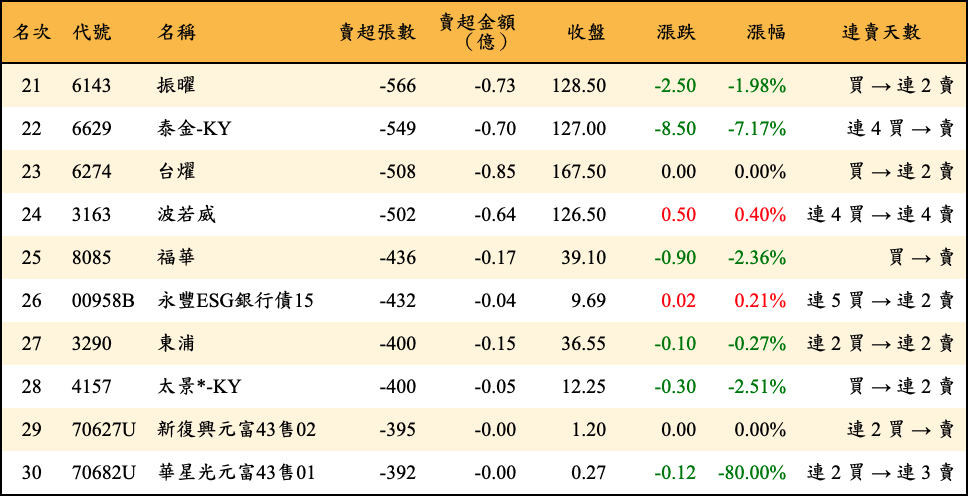 名次 代號 名稱 賣超張數 賣超金額（億） 收盤 漲跌 漲幅 連賣天數
21 6143 振曜 -566 -0.73 128.50 -2.50 -1.98% 買 → 連 2 賣
22 6629 泰金-KY -549 -0.70 127.00 -8.50 -7.17% 連 4 買 → 賣
23 6274 台燿 -508 -0.85 167.50 0.00 0.00% 買 → 連 2 賣
24 3163 波若威 -502 -0.64 126.50 0.50 0.40% 連 4 買 → 連 4 賣
25 8085 福華 -436 -0.17 39.10 -0.90 -2.36% 買 → 賣
26 00958B 永豐ESG銀行債15 -432 -0.04 9.69 0.02 0.21% 連 5 買 → 連 2 賣
27 3290 東浦 -400 -0.15 36.55 -0.10 -0.27% 連 2 買 → 連 2 賣
28 4157 太景*-KY -400 -0.05 12.25 -0.30 -2.51% 買 → 連 2 賣
29 70627U 新復興元富43售02 -395 -0.00 1.20 0.00 0.00% 連 2 買 → 賣
30 70682U 華星光元富43售01 -392 -0.00 0.27 -0.12 -80.00% 連 2 買 → 連 3 賣